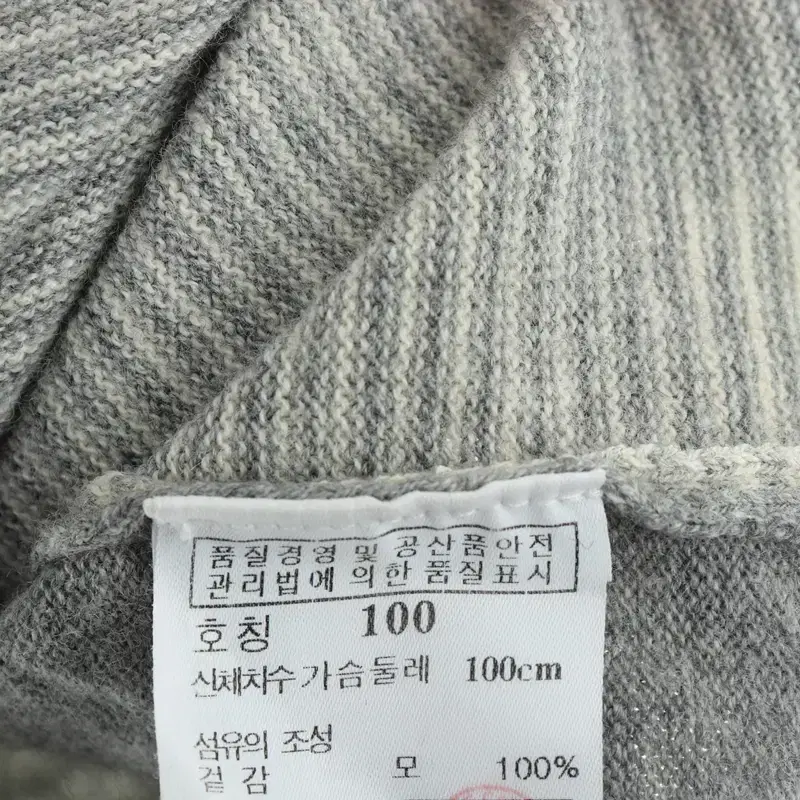 품질경영 및 공산품안전
관리법에 의한 품질표시
호칭 100
신체치수 가슴둘레 100cm
섬유의 조성
겉감 모 100%